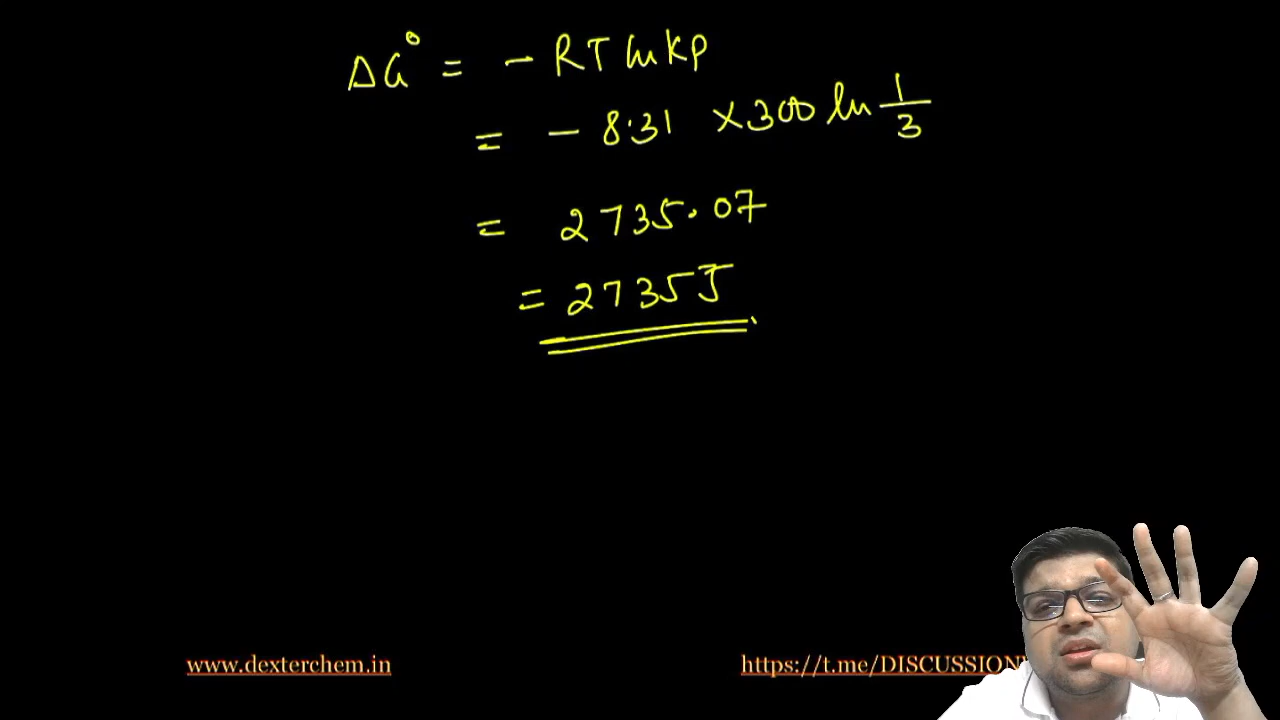 ΔG° = - RT ln KP
= - 8.31 × 300 ln 1/3
= 2735.07
= 2735 J
www.dexterchem.in
https://t.me/DISCUSSION